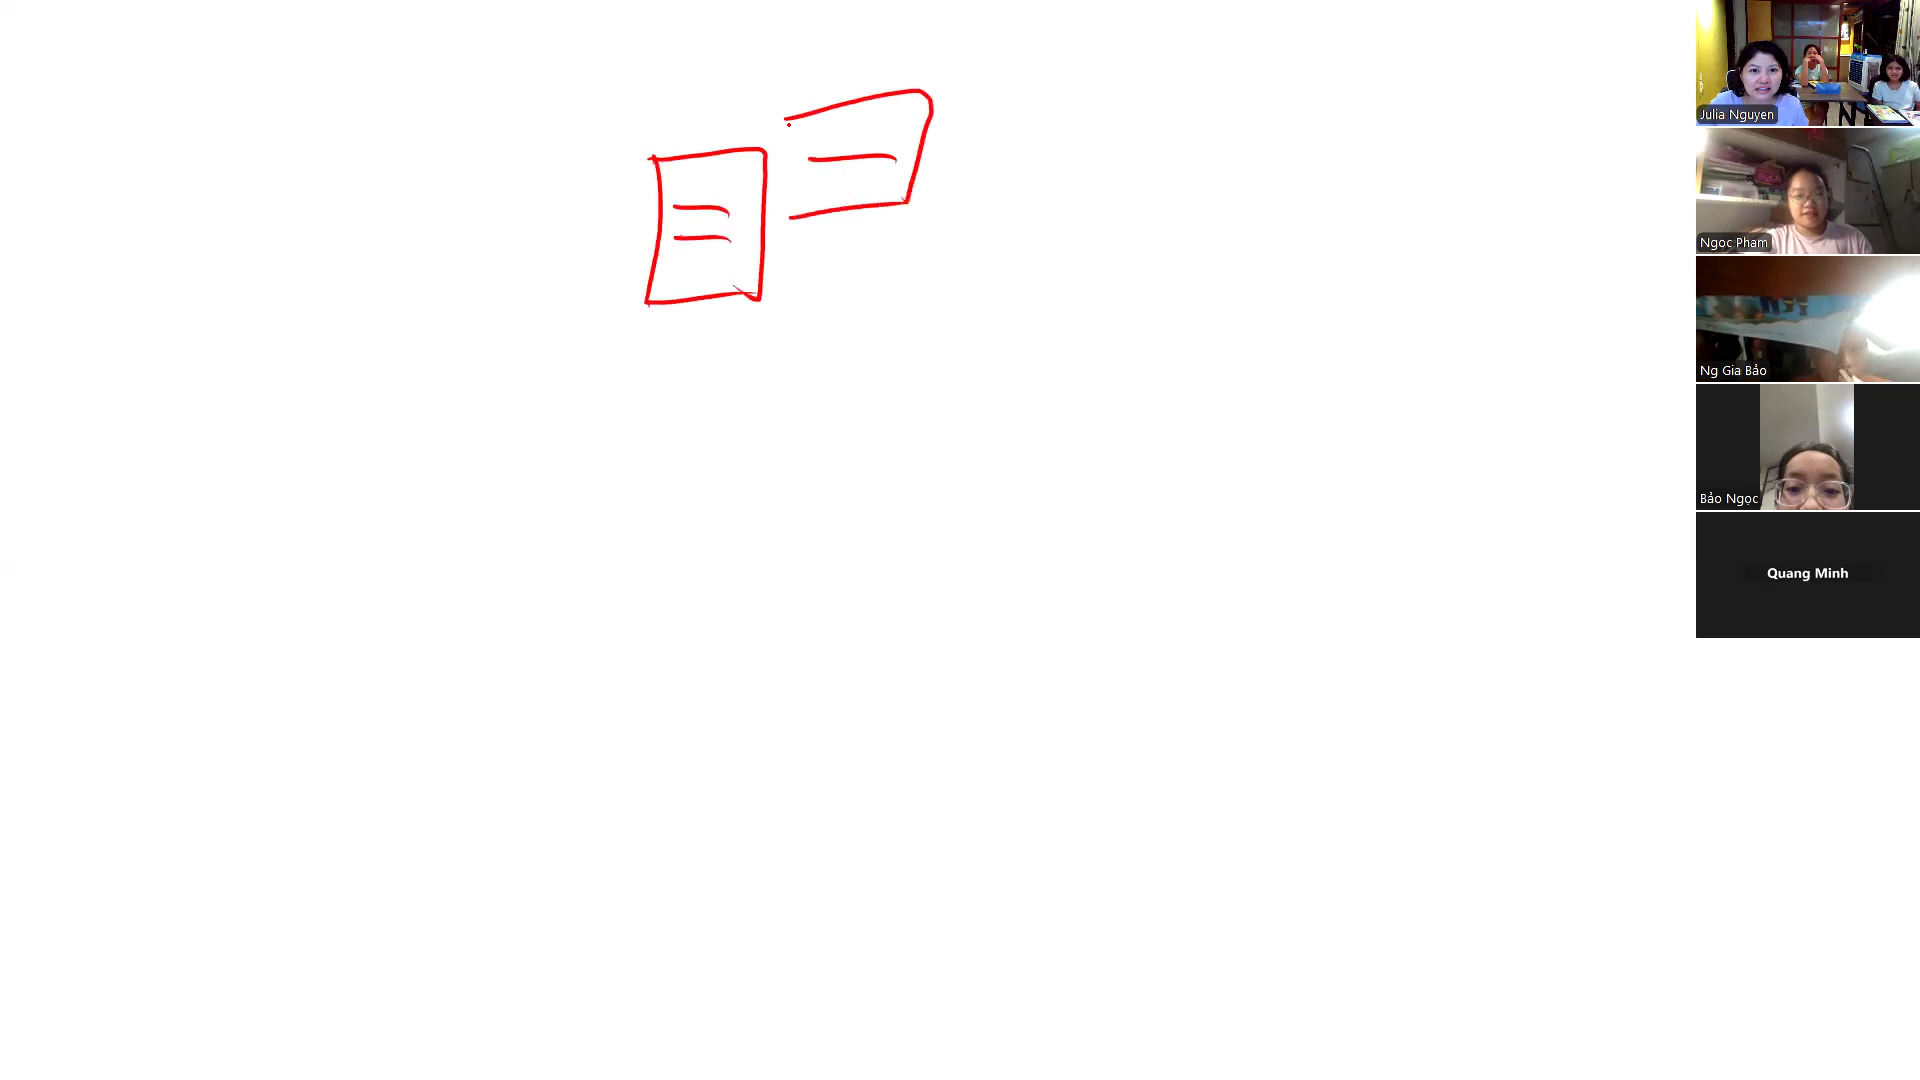 Julia Nguyen
Ngoc Pham
Ng Gia Bảo
Bảo Ngọc
Quang Minh